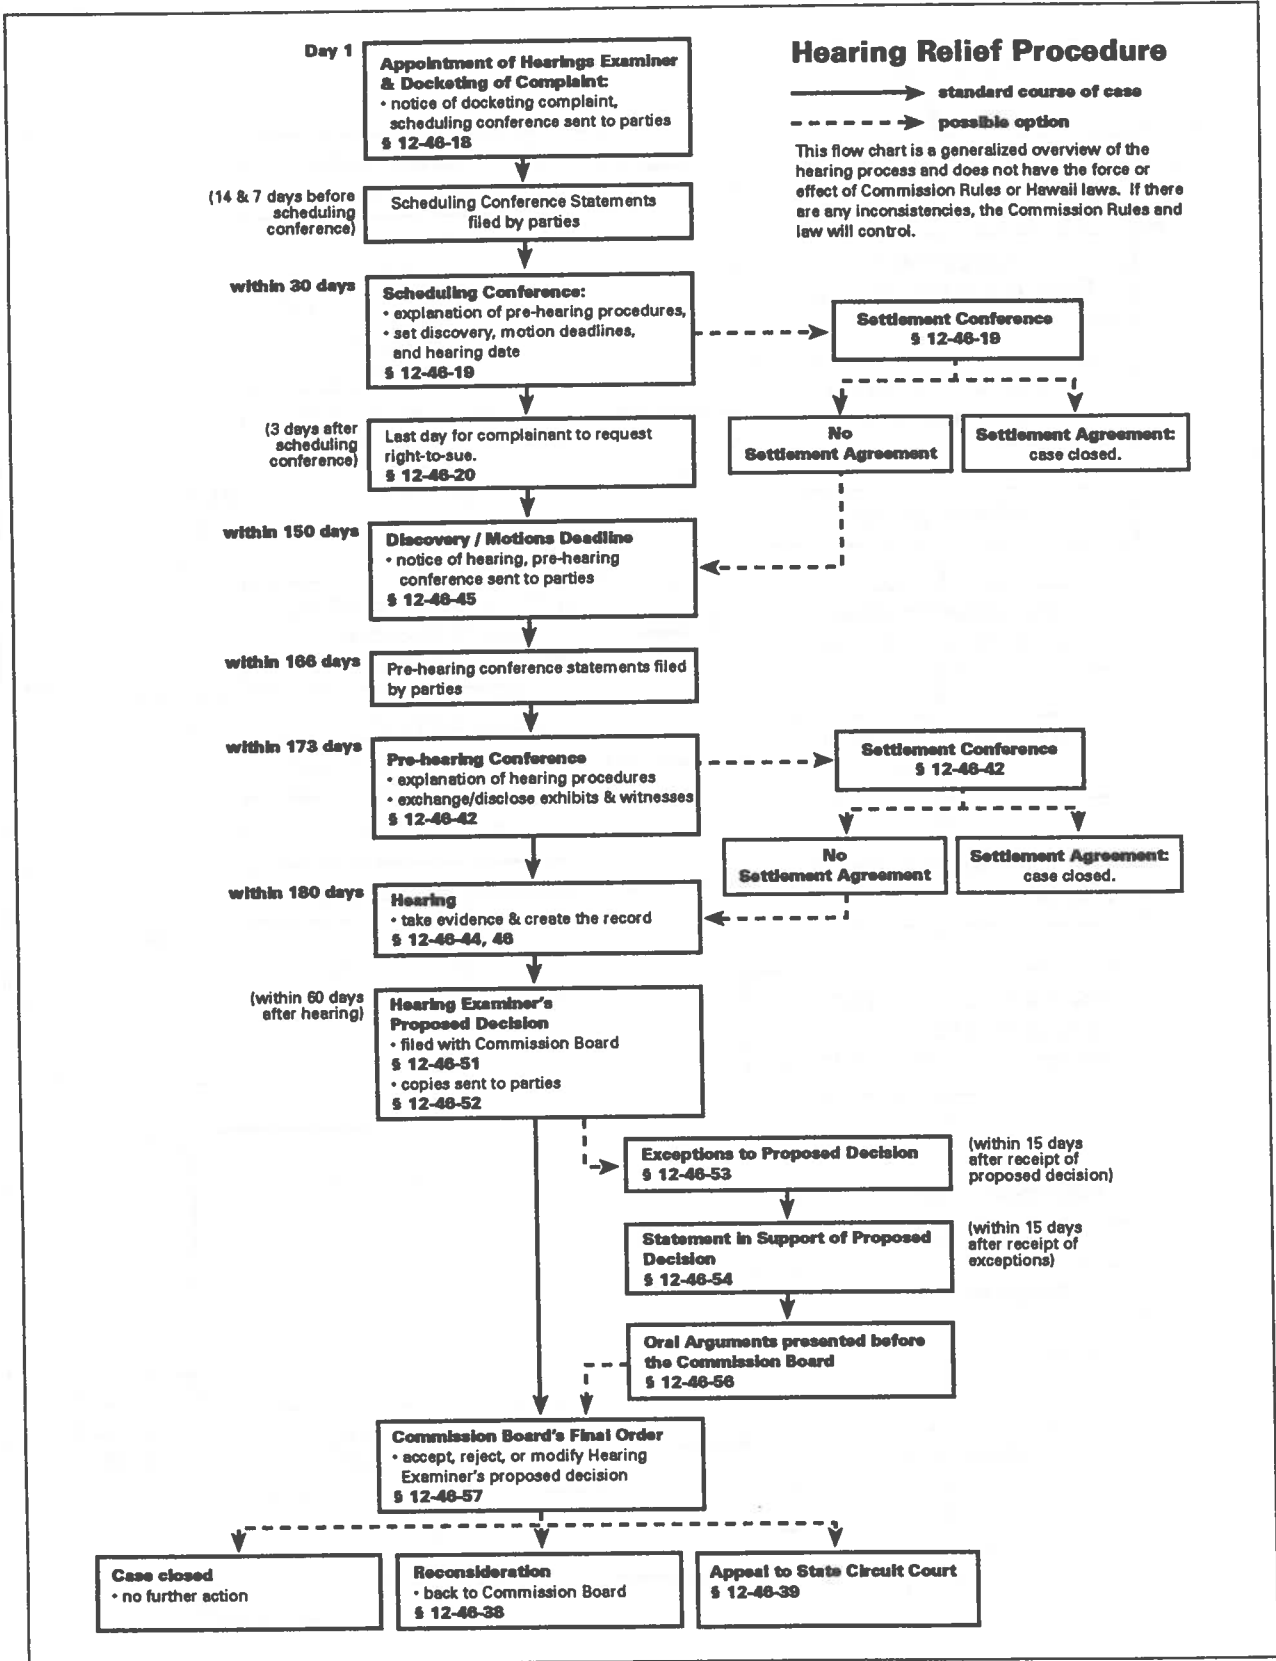 Hearing Relief Procedure
standard course of case
possible option
This flow chart is a generalized overview of the
hearing process and does not have the force or
effect of Commission Rules or Hawaii laws. If there
are any inconsistencies, the Commission Rules and
law will control.
Day 1
Appointment of Hearings Examiner
& Docketing of Complaint:
• notice of docketing complaint,
scheduling conference sent to parties
§ 12-46-18
(14 & 7 days before
scheduling
conference)
Scheduling Conference Statements
filed by parties
within 30 days
Scheduling Conference:
• explanation of pre-hearing procedures,
• set discovery, motion deadlines,
and hearing date
§ 12-46-19
Settlement Conference
§ 12-46-19
No
Settlement Agreement
Settlement Agreement:
case closed.
(3 days after
scheduling
conference)
Last day for complainant to request
right-to-sue.
§ 12-46-20
within 150 days
Discovery / Motions Deadline
• notice of hearing, pre-hearing
conference sent to parties
§ 12-46-45
within 166 days
Pre-hearing conference statements filed
by parties
within 173 days
Pre-hearing Conference
• explanation of hearing procedures
• exchange/disclose exhibits & witnesses
§ 12-46-42
Settlement Conference
§ 12-46-42
No
Settlement Agreement
Settlement Agreement:
case closed.
within 180 days
Hearing
• take evidence & create the record
§ 12-46-44, 46
(within 60 days
after hearing)
Hearing Examiner's
Proposed Decision
• filed with Commission Board
§ 12-46-51
• copies sent to parties
§ 12-46-52
Exceptions to Proposed Decision
§ 12-46-53
(within 15 days
after receipt of
proposed decision)
Statement in Support of Proposed
Decision
§ 12-46-54
(within 15 days
after receipt of
exceptions)
Oral Arguments presented before
the Commission Board
§ 12-46-56
Commission Board's Final Order
• accept, reject, or modify Hearing
Examiner's proposed decision
§ 12-46-57
Case closed
• no further action
Reconsideration
• back to Commission Board
§ 12-46-38
Appeal to State Circuit Court
§ 12-46-39